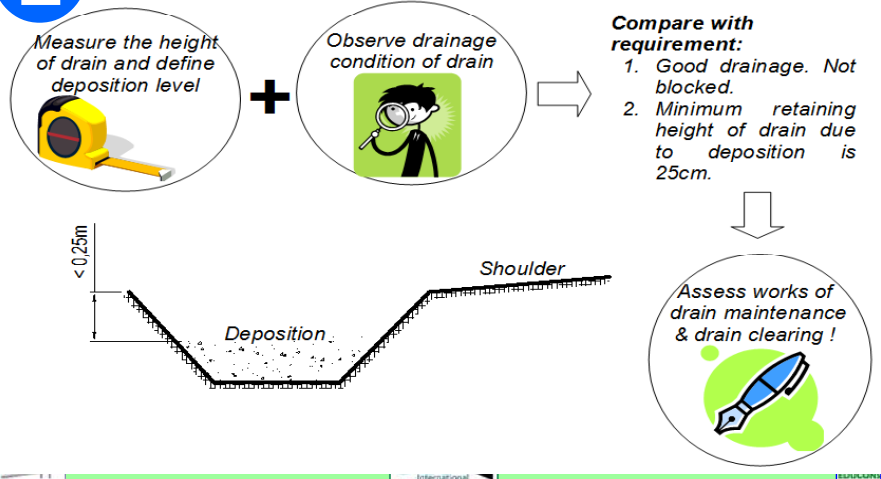 Measure the height
of drain and define
deposition level
+
Observe drainage
condition of drain
Compare with
requirement:
1. Good drainage. Not
blocked.
2. Minimum retaining
height of drain due
to deposition is
25cm.
< 0,25m
Shoulder
Deposition
Assess works of
drain maintenance
& drain clearing !
International